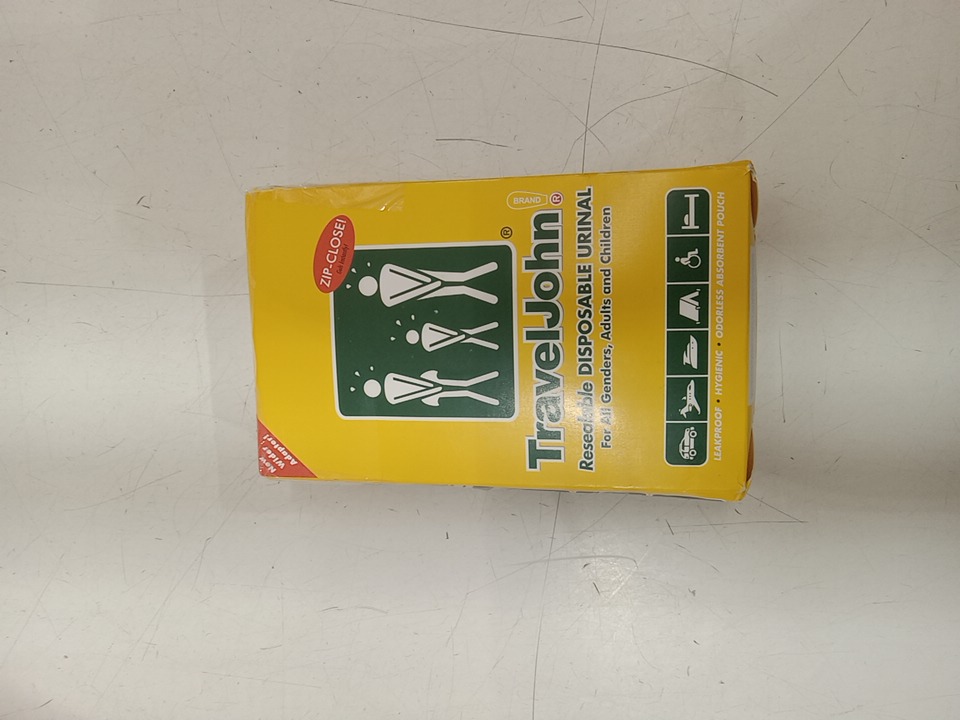 New
Wider
Adapter!
ZIP-CLOSE!
®
BRAND
TravelJohn®
Resealable DISPOSABLE URINAL
For All Genders, Adults and Children
LEAKPROOF • HYGIENIC • ODORLESS ABSORBENT POUCH